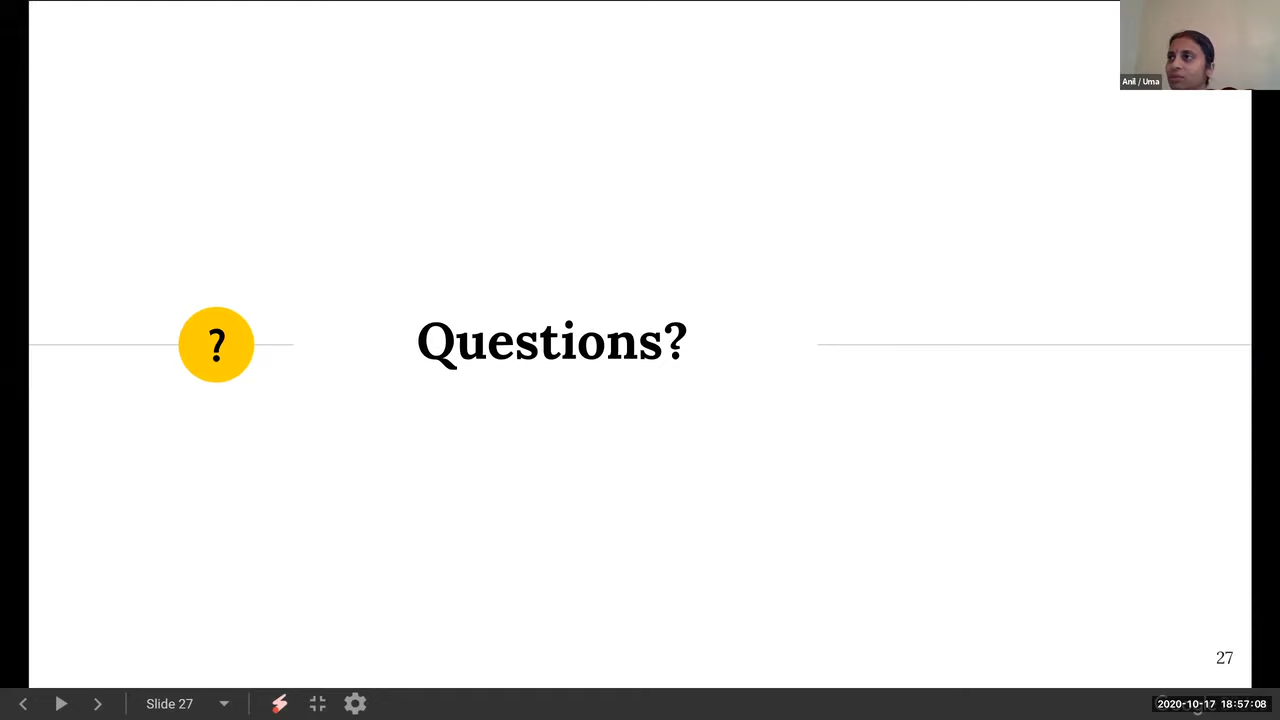 Anil / Uma
?
Questions?
27
Slide 27
2020-10-17 18:57:08